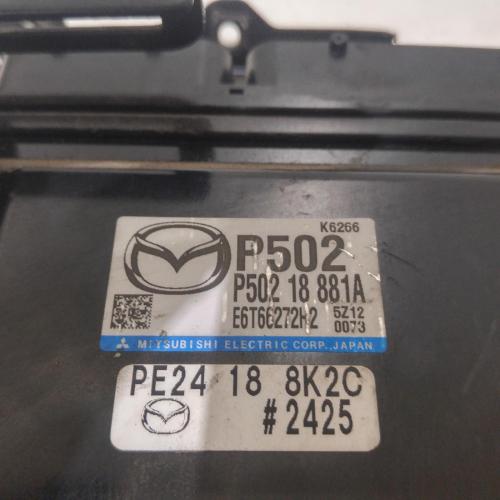 K6266
P502
P502 18 881A
E6T66272H2 5Z12
0073
MITSUBISHI ELECTRIC CORP. JAPAN
PE24 18 8K2C
#2425